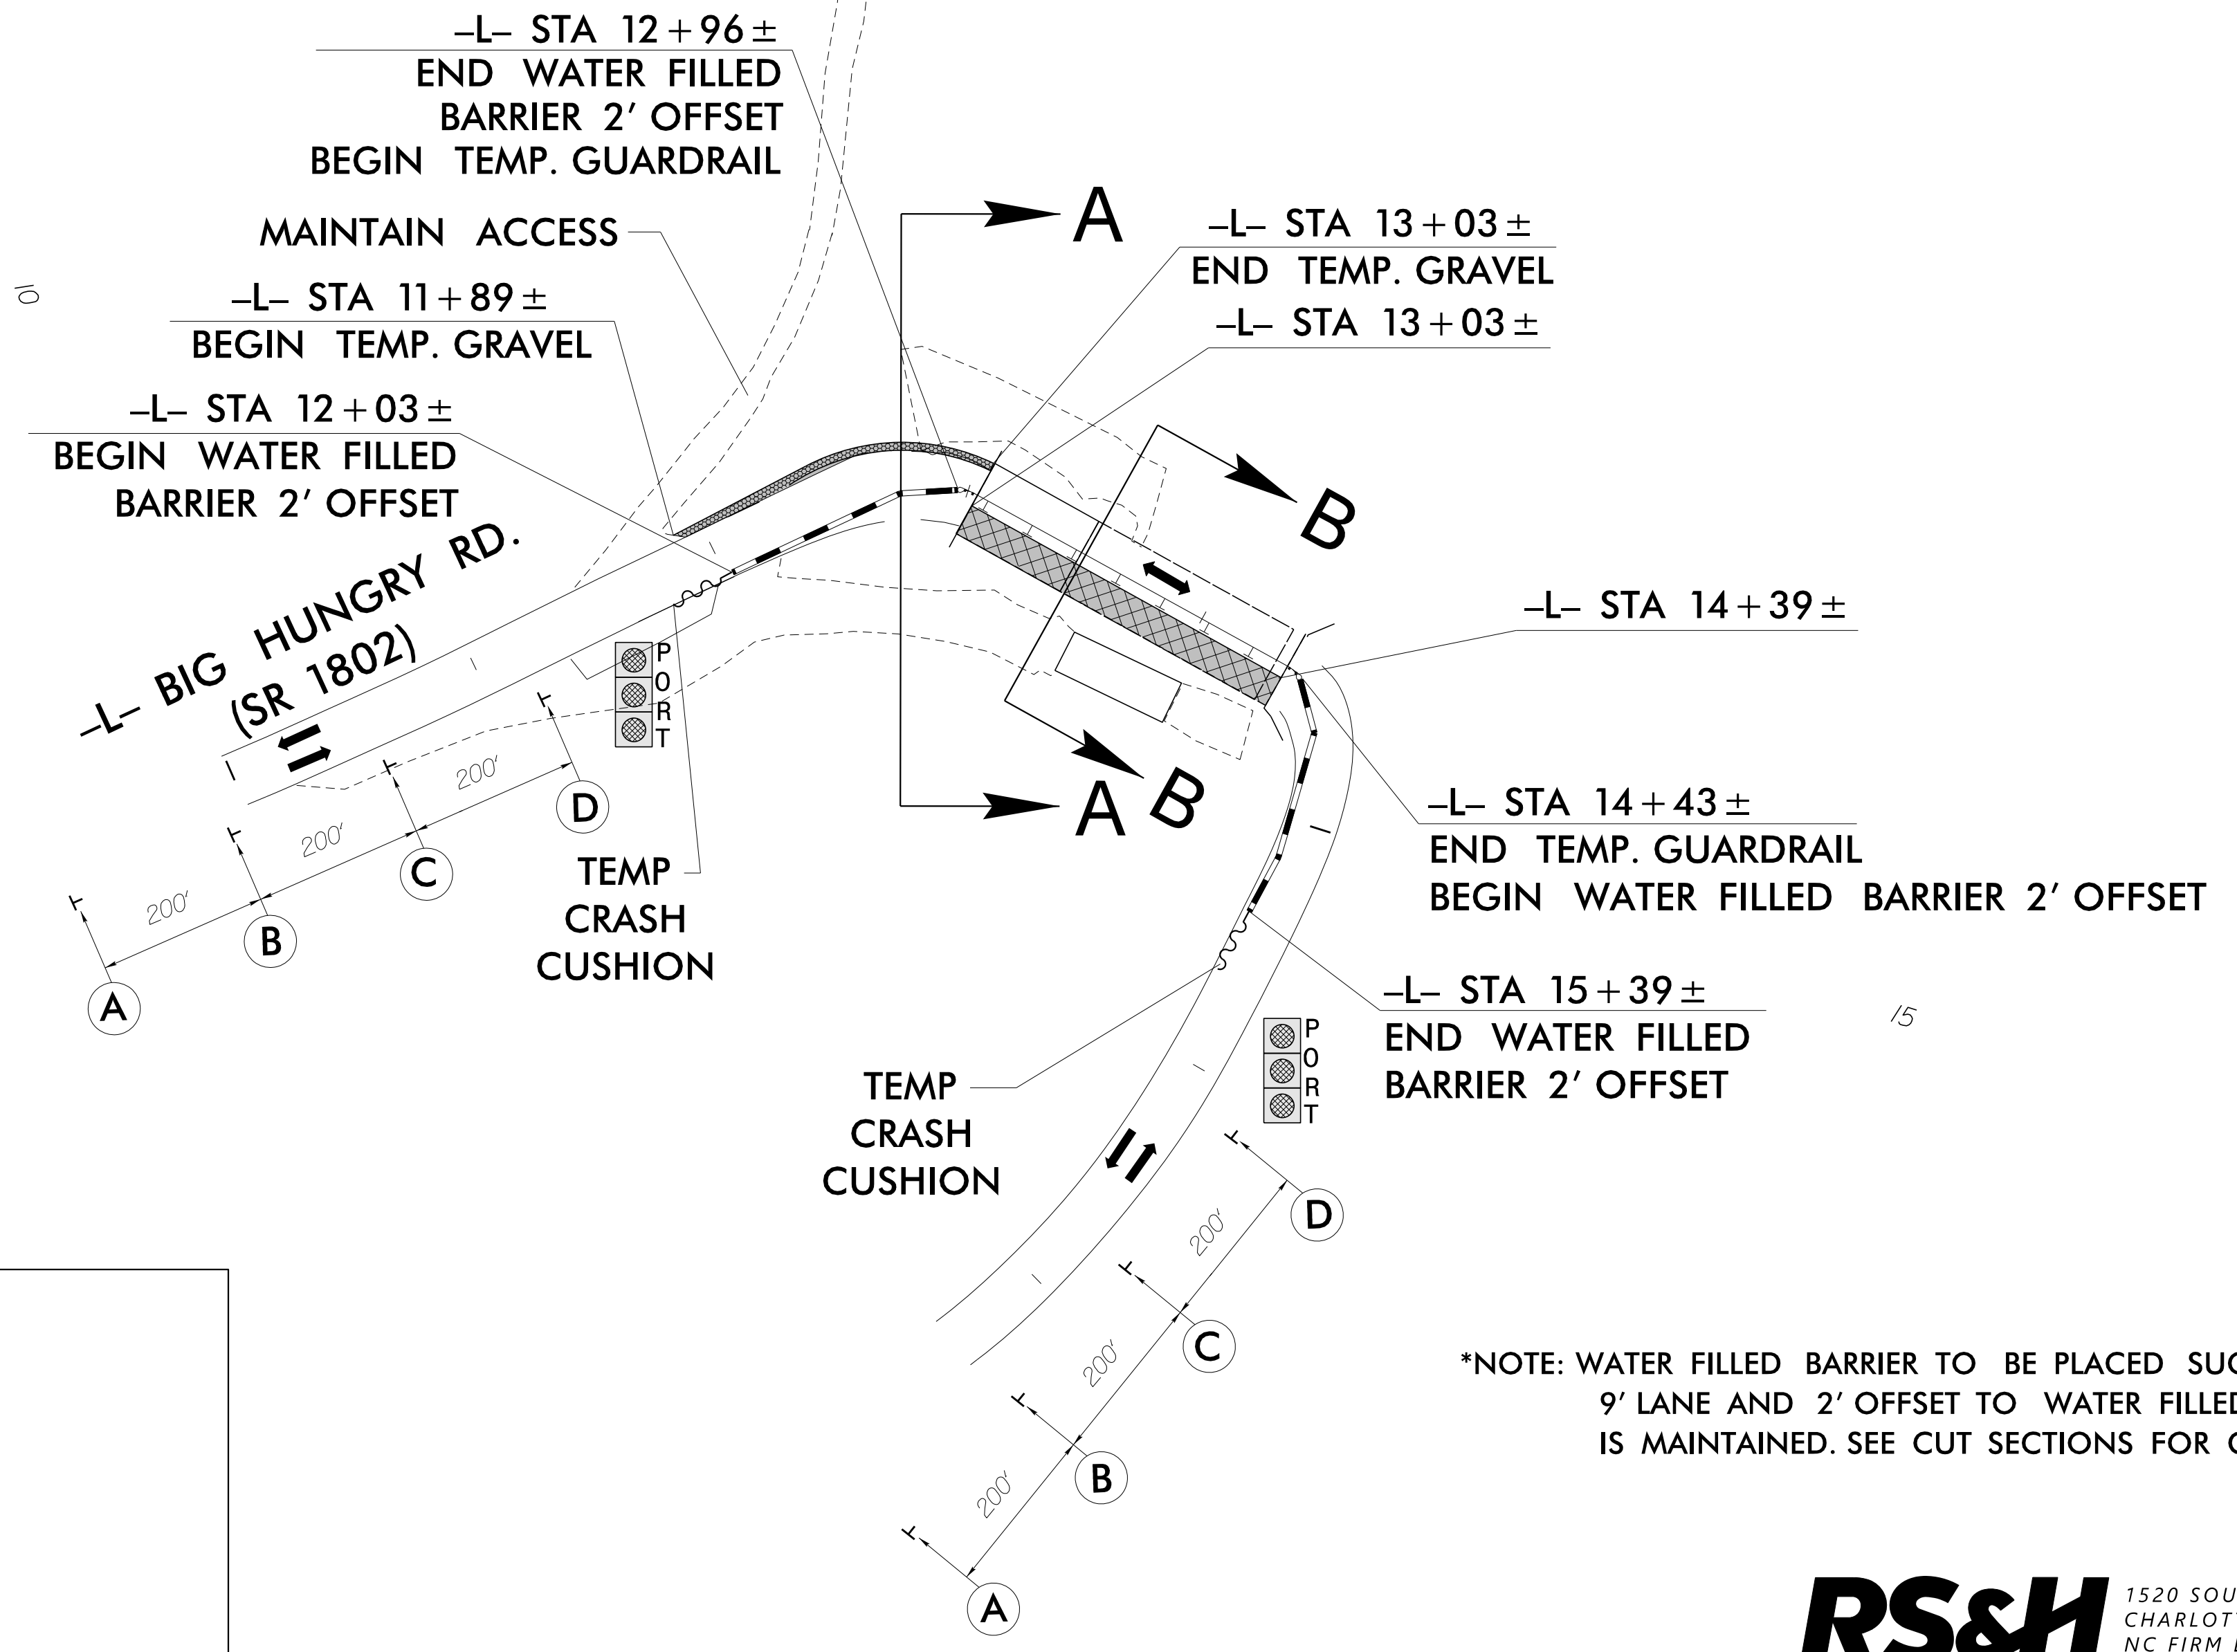 –L– STA 12+96±
END WATER FILLED
BARRIER 2' OFFSET
BEGIN TEMP. GUARDRAIL
MAINTAIN ACCESS
–L– STA 11+89±
BEGIN TEMP. GRAVEL
–L– STA 12+03±
BEGIN WATER FILLED
BARRIER 2' OFFSET
10
A
–L– STA 13+03±
END TEMP. GRAVEL
–L– STA 13+03±
B
–L– BIG HUNGRY RD.
(SR 1802)
PORT
–L– STA 14+39±
200'
200'
200'
A
B
C
D
TEMP
CRASH
CUSHION
A
B
–L– STA 14+43±
END TEMP. GUARDRAIL
BEGIN WATER FILLED BARRIER 2' OFFSET
–L– STA 15+39±
END WATER FILLED
BARRIER 2' OFFSET
15
PORT
TEMP
CRASH
CUSHION
D
200'
C
200'
B
200'
A
*NOTE: WATER FILLED BARRIER TO BE PLACED
9' LANE AND 2' OFFSET TO WATER FILLED
IS MAINTAINED. SEE CUT SECTIONS FOR
RS&H
1520
NC FIRM